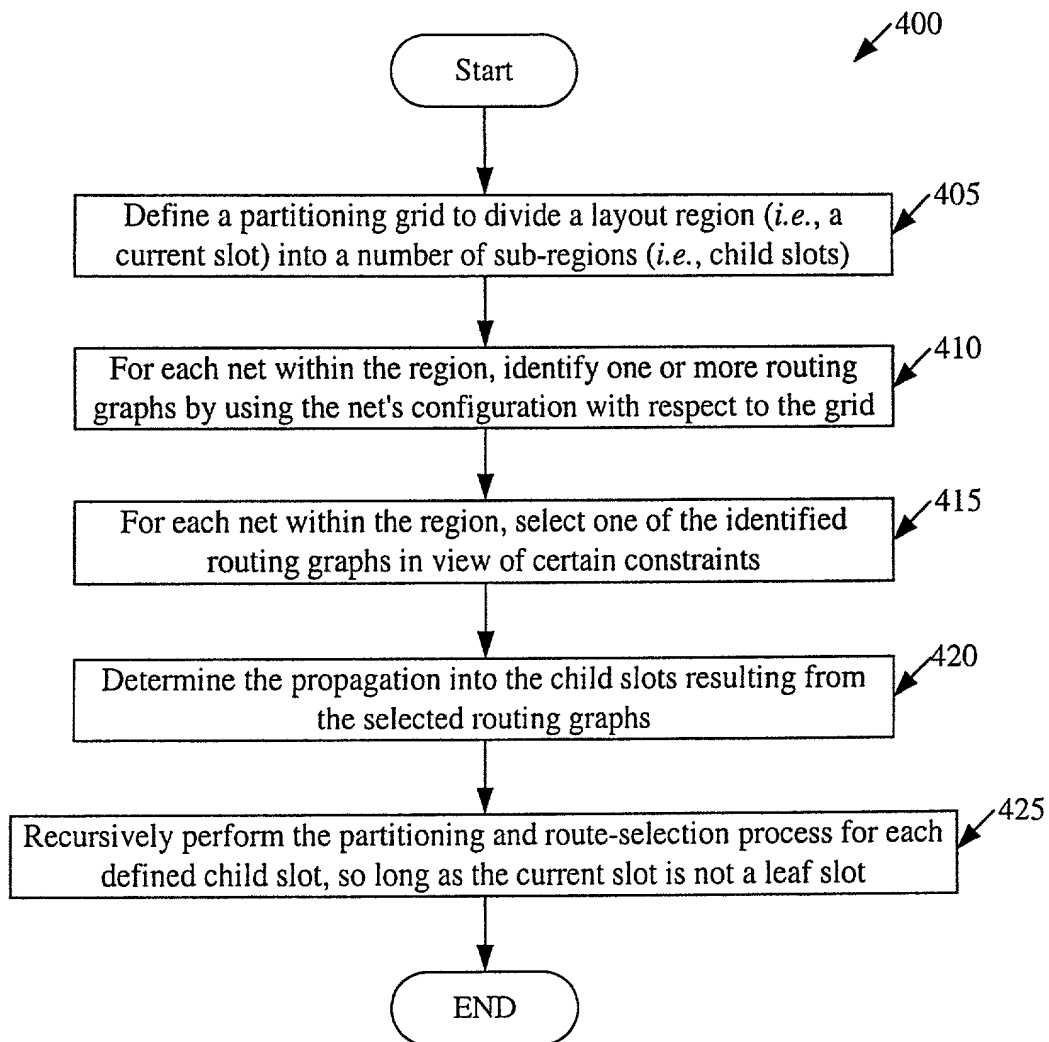 400
Start
405
Define a partitioning grid to divide a layout region (i.e., a
current slot) into a number of sub-regions (i.e., child slots)
410
For each net within the region, identify one or more routing
graphs by using the net's configuration with respect to the grid
415
For each net within the region, select one of the identified
routing graphs in view of certain constraints
420
Determine the propagation into the child slots resulting from
the selected routing graphs
425
Recursively perform the partitioning and route-selection process for each
defined child slot, so long as the current slot is not a leaf slot
END